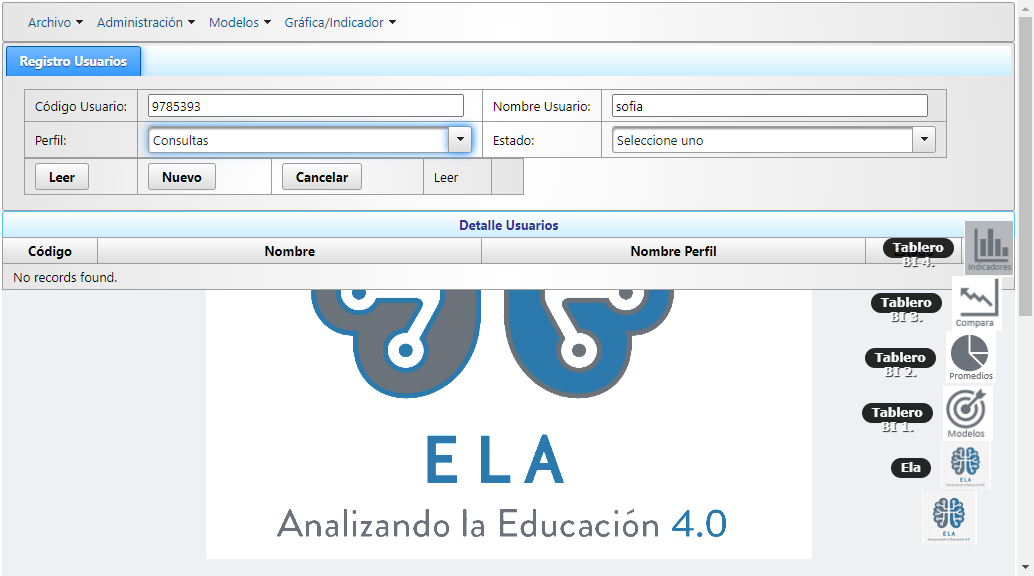 Archivo Administración Modelos Gráfica/Indicador
Registro Usuarios
Código Usuario: 9785393 Nombre Usuario: sofia
Perfil: Consultas Estado: Seleccione uno
Leer Nuevo Cancelar Leer
Detalle Usuarios
Código Nombre Nombre Perfil
No records found.
Tablero
BI 4.
Indicadores
Tablero
BI 3.
Compara
Tablero
BI 2.
Promedios
Tablero
BI 1.
Modelos
Ela
ELA
ELA
ELA
Analizando la Educación 4.0